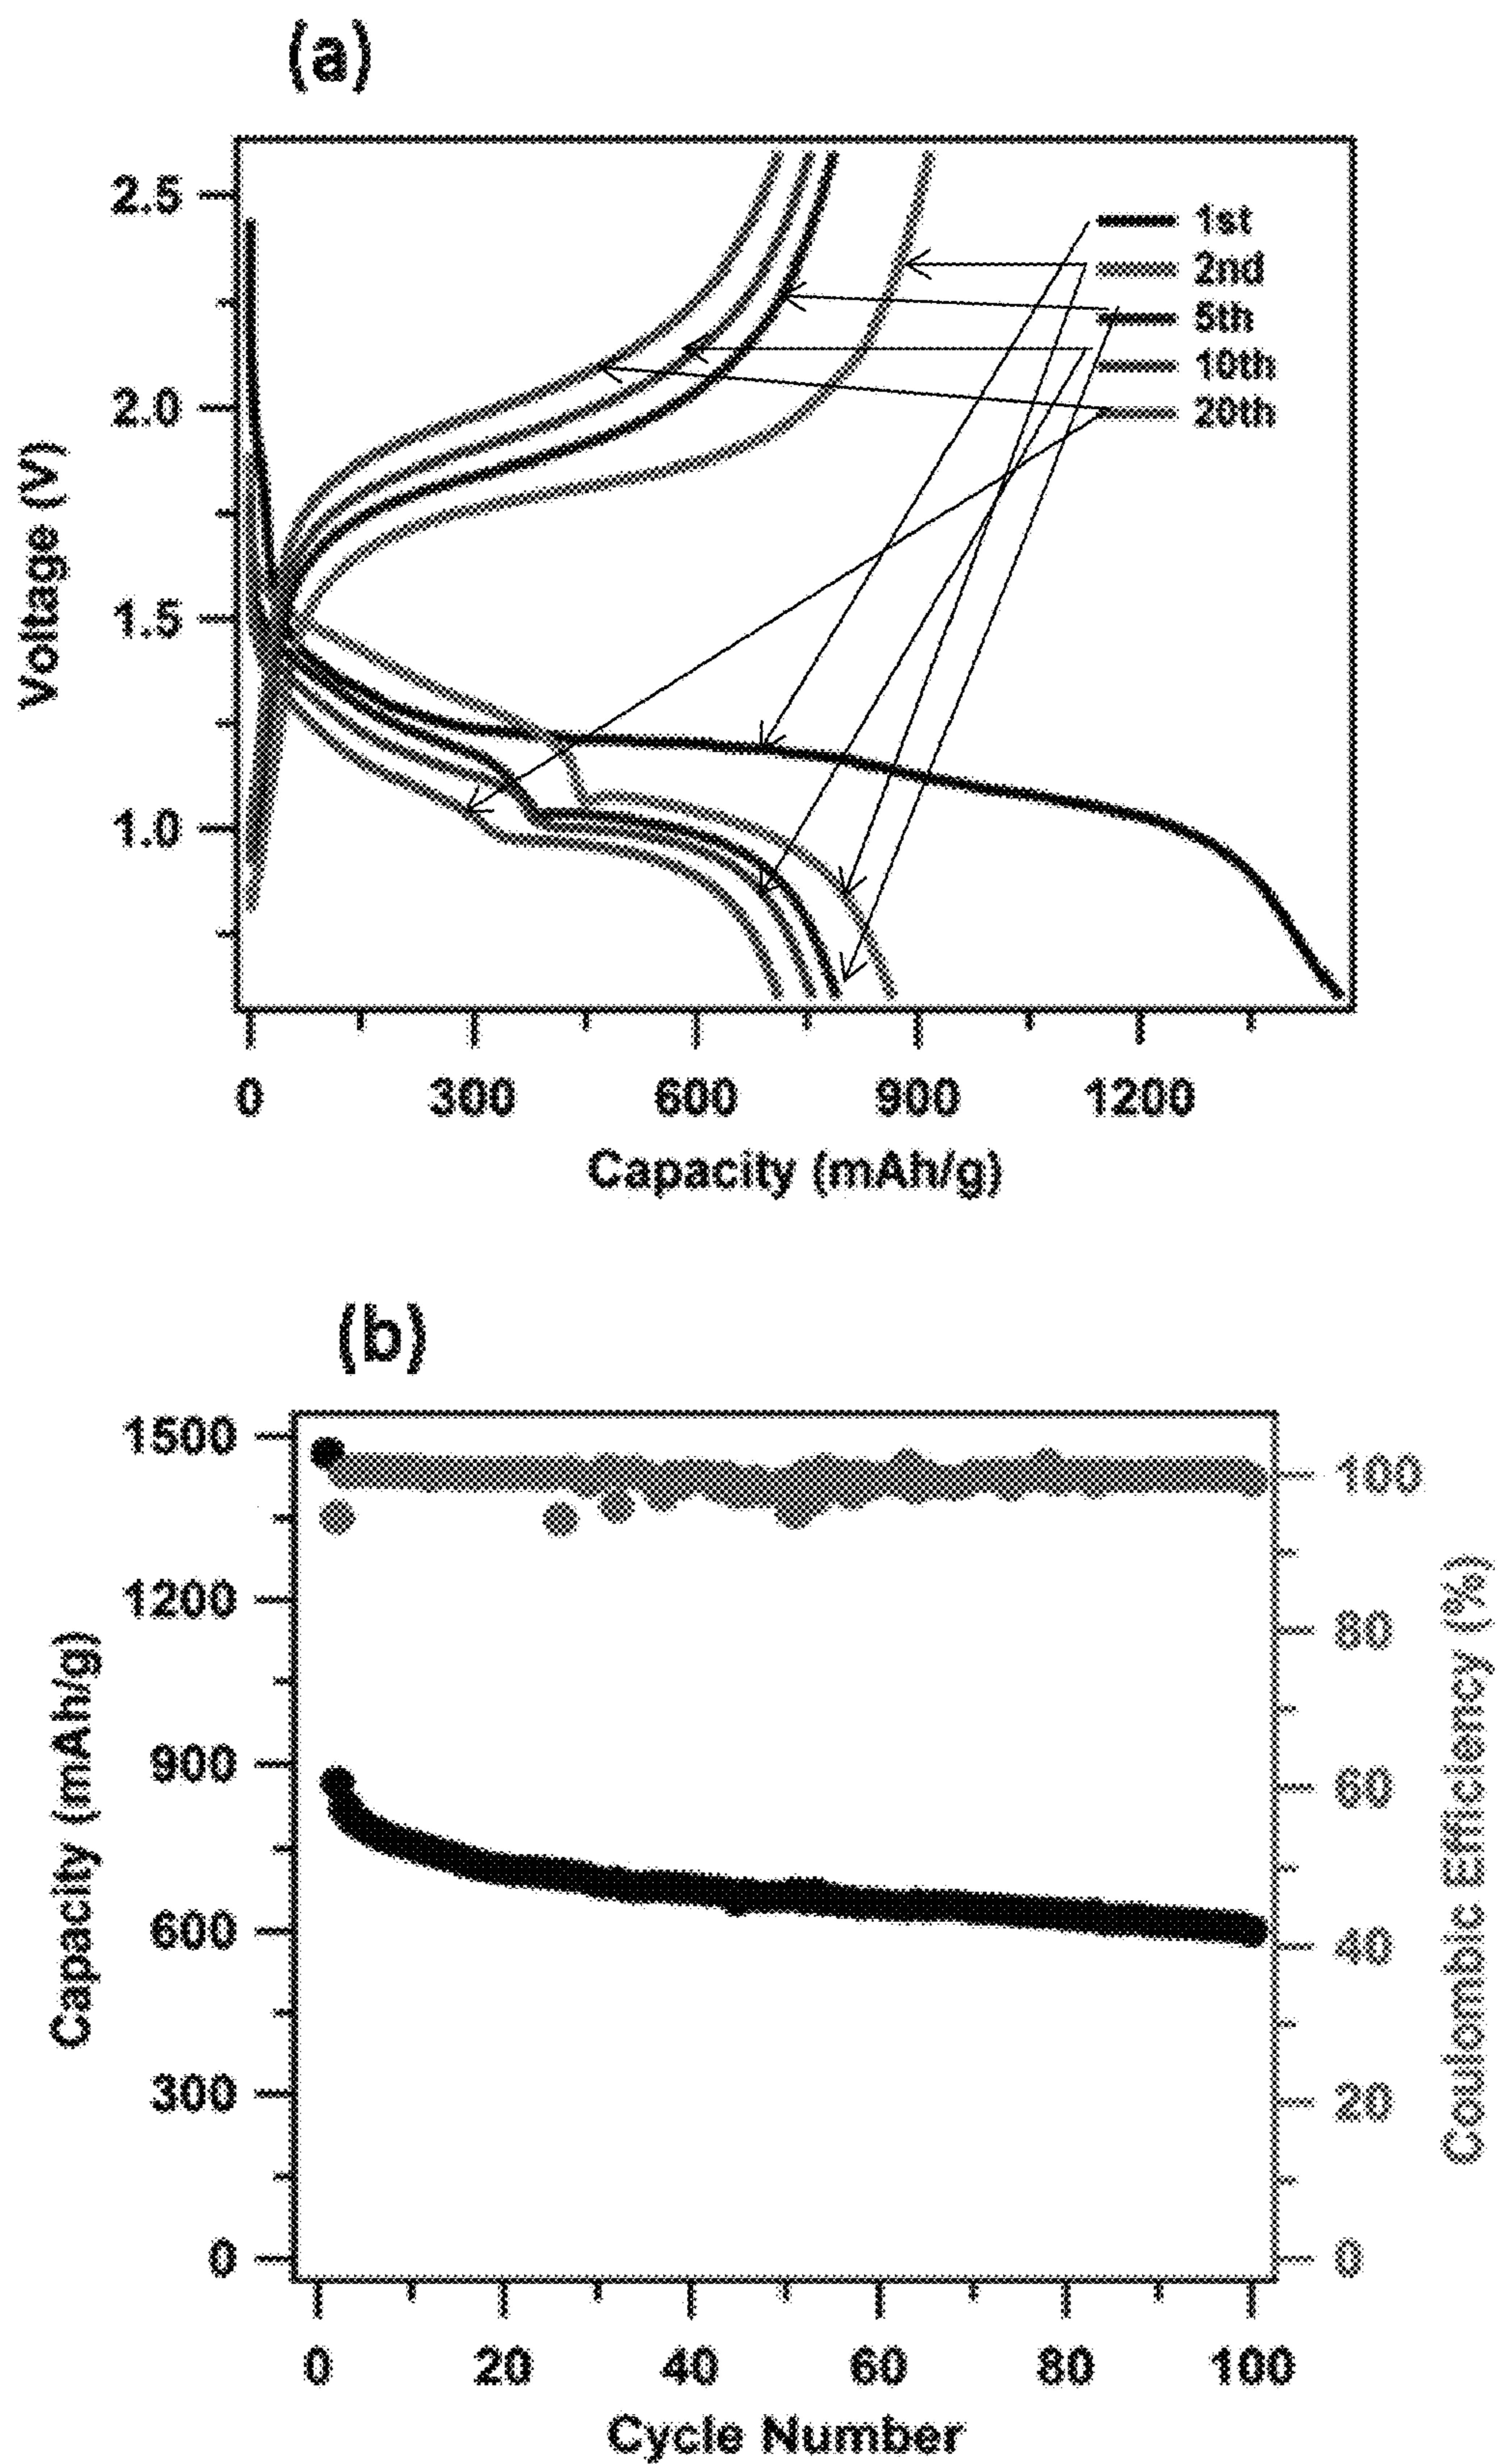 (a)
2.5
2.0
1.5
1.0
Voltage (V)
1st
2nd
5th
10th
20th
0 300 600 900 1200
Capacity (mAh/g)
(b)
1500
1200
900
600
300
0
Capacity (mAh/g)
100
80
60
40
20
0
Coulombic Efficiency (%)
0 20 40 60 80 100
Cycle Number